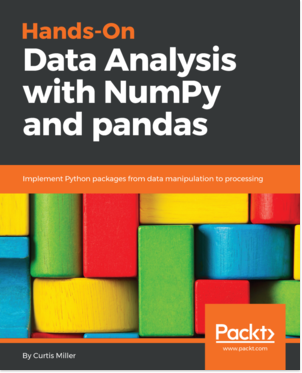 Hands-On
Data Analysis
with NumPy
and pandas
Implement Python packages from data manipulation to processing
Packt>
www.packt.com
By Curtis Miller